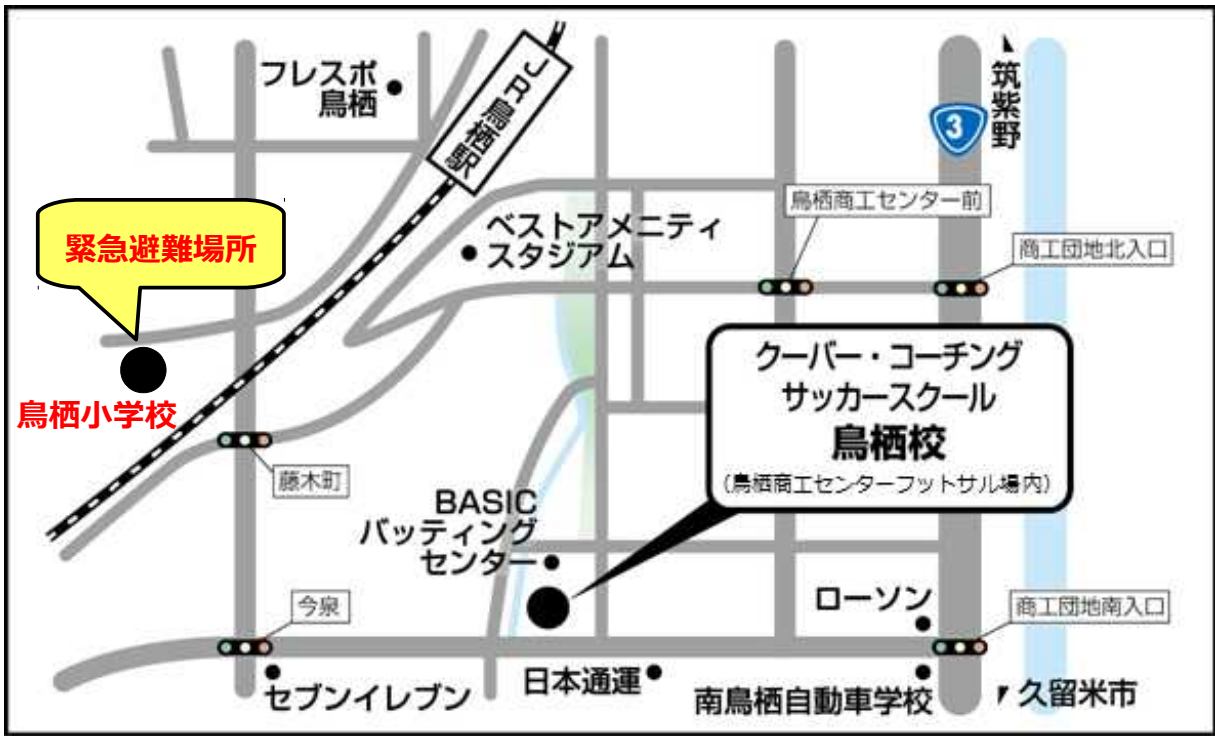 フレスポ
鳥栖
JR鳥栖駅
3
筑紫野
緊急避難場所
鳥栖小学校
ベストアメニティ
スタジアム
鳥栖商工センター前
商工団地北入口
クーバー・コーチング
サッカースクール
鳥栖校
(鳥栖商工センターフットサル場内)
藤木町
BASIC
バッティング
センター
今泉
ローソン
商工団地南入口
セブンイレブン
日本通運
南鳥栖自動車学校
久留米市